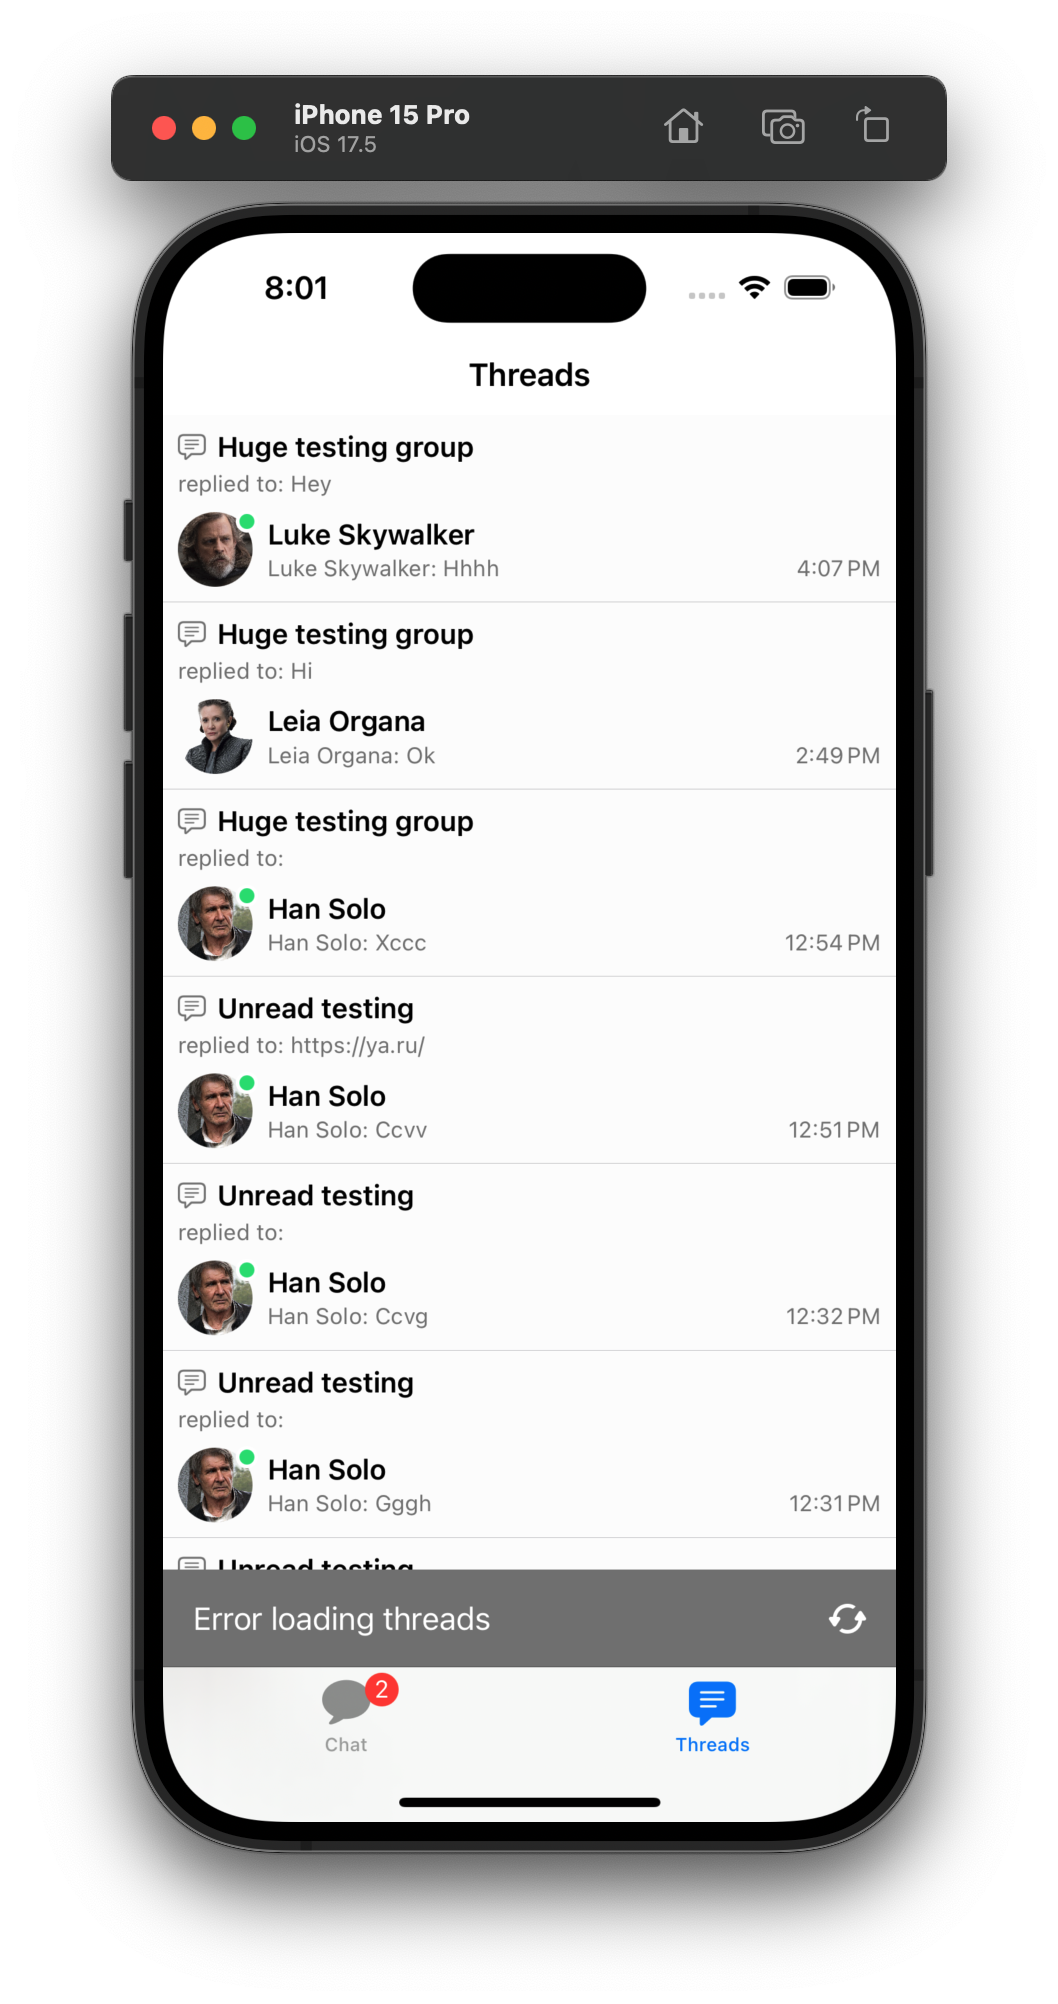 iPhone 15 Pro
iOS 17.5
8:01
Threads
Huge testing group
replied to: Hey
Luke Skywalker
Luke Skywalker: Hhhh 4:07 PM
Huge testing group
replied to: Hi
Leia Organa
Leia Organa: Ok 2:49 PM
Huge testing group
replied to:
Han Solo
Han Solo: Xccc 12:54 PM
Unread testing
replied to: https://ya.ru/
Han Solo
Han Solo: Ccvv 12:51 PM
Unread testing
replied to:
Han Solo
Han Solo: Ccvg 12:32 PM
Unread testing
replied to:
Han Solo
Han Solo: Gggh 12:31 PM
Unread testing
Error loading threads
2
Chat Threads